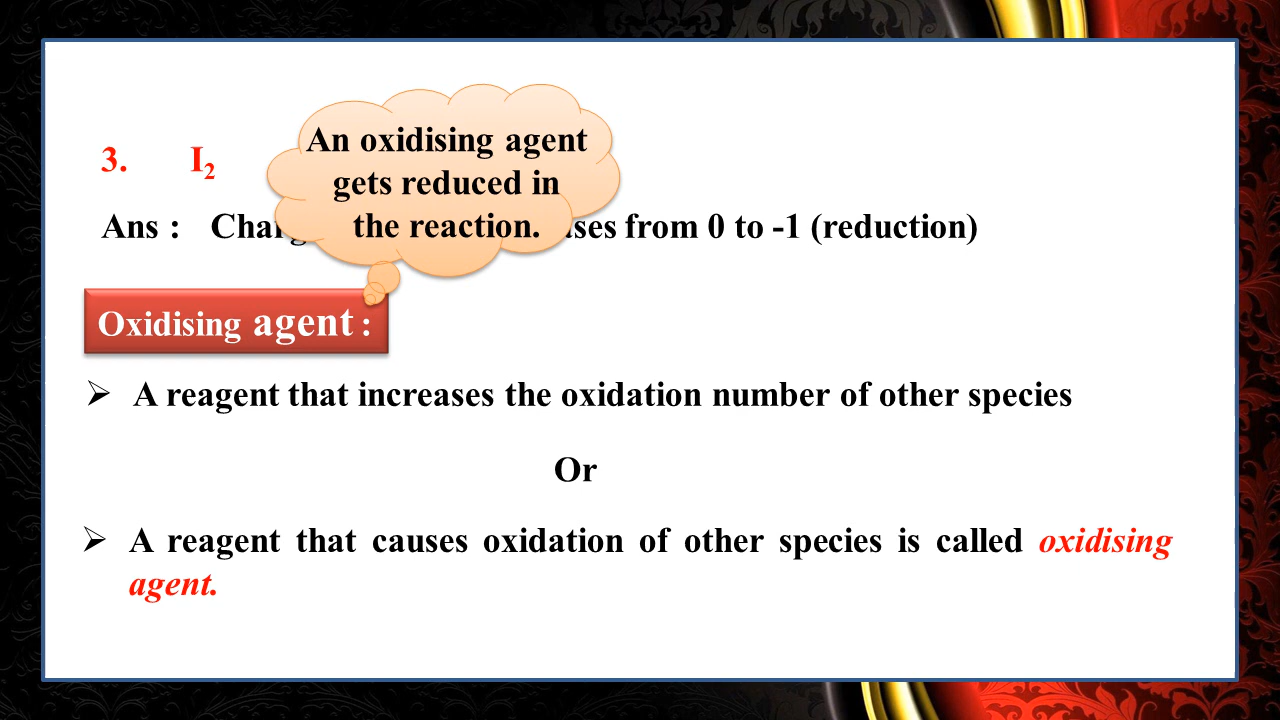 3. I₂
An oxidising agent
gets reduced in
the reaction.
Ans : from 0 to -1 (reduction)
Oxidising agent :
➢ A reagent that increases the oxidation number of other species
Or
➢ A reagent that causes oxidation of other species is called oxidising
agent.